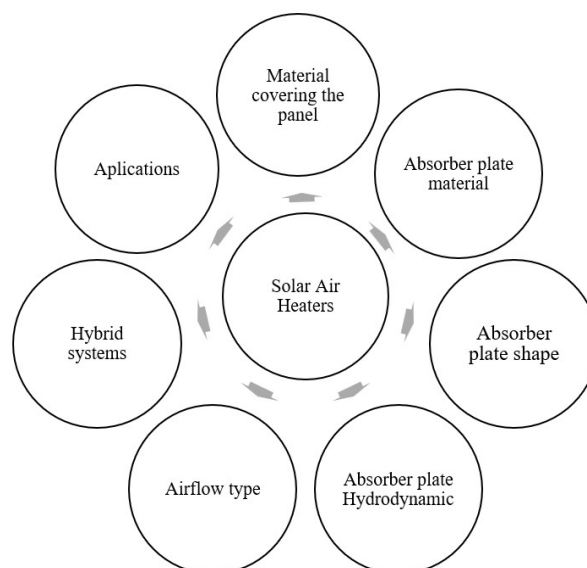 Material
covering the
panel
Aplications
Absorber plate
material
Solar Air
Heaters
Hybrid
systems
Absorber
plate shape
Airflow type
Absorber plate
Hydrodynamic